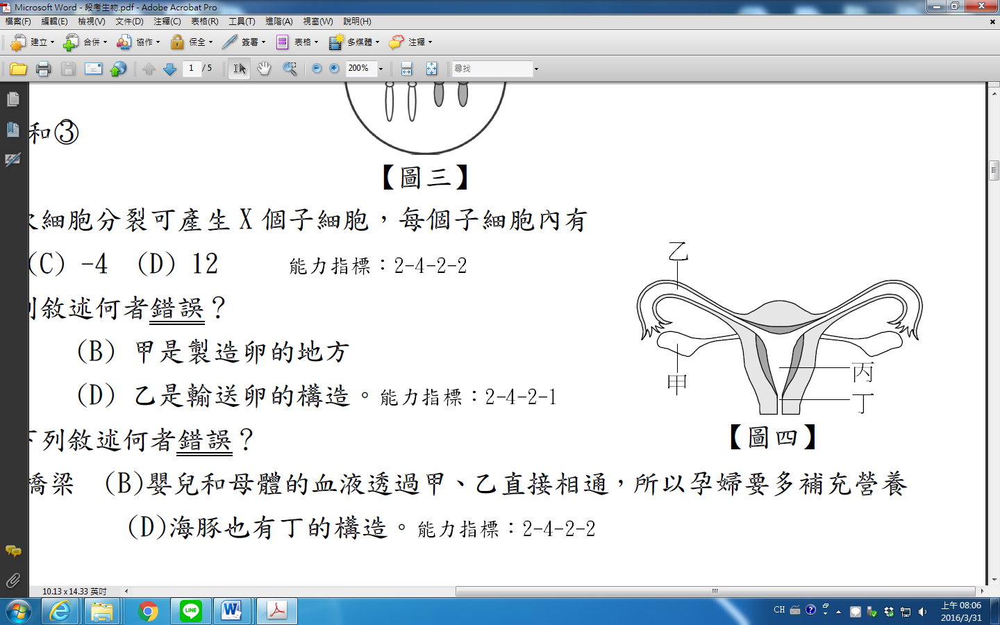 Microsoft Word - 段考生物.pdf - Adobe Acrobat Pro
檔案(F) 編輯(E) 檢視(V) 文件(D) 注釋(C) 表格(R) 工具(T) 進階(A) 視窗(W) 說明(H)
建立 合併 協作 保全 簽署 表格 多媒體 注釋
1 / 5 200% 尋找
和③
【圖三】
細胞分裂可產生 X 個子細胞，每個子細胞內有
(C) -4 (D) 12 能力指標：2-4-2-2
敘述何者錯誤？
(B) 甲是製造卵的地方
(D) 乙是輸送卵的構造。能力指標：2-4-2-1
乙
甲
丙
丁
【圖四】
下列敘述何者錯誤？
橋梁 (B)嬰兒和母體的血液透過甲、乙直接相通，所以孕婦要多補充營養
(D)海豚也有丁的構造。能力指標：2-4-2-2
10.13 x 14.33 英吋
LINE
CH
上午 08:06
2016/3/31